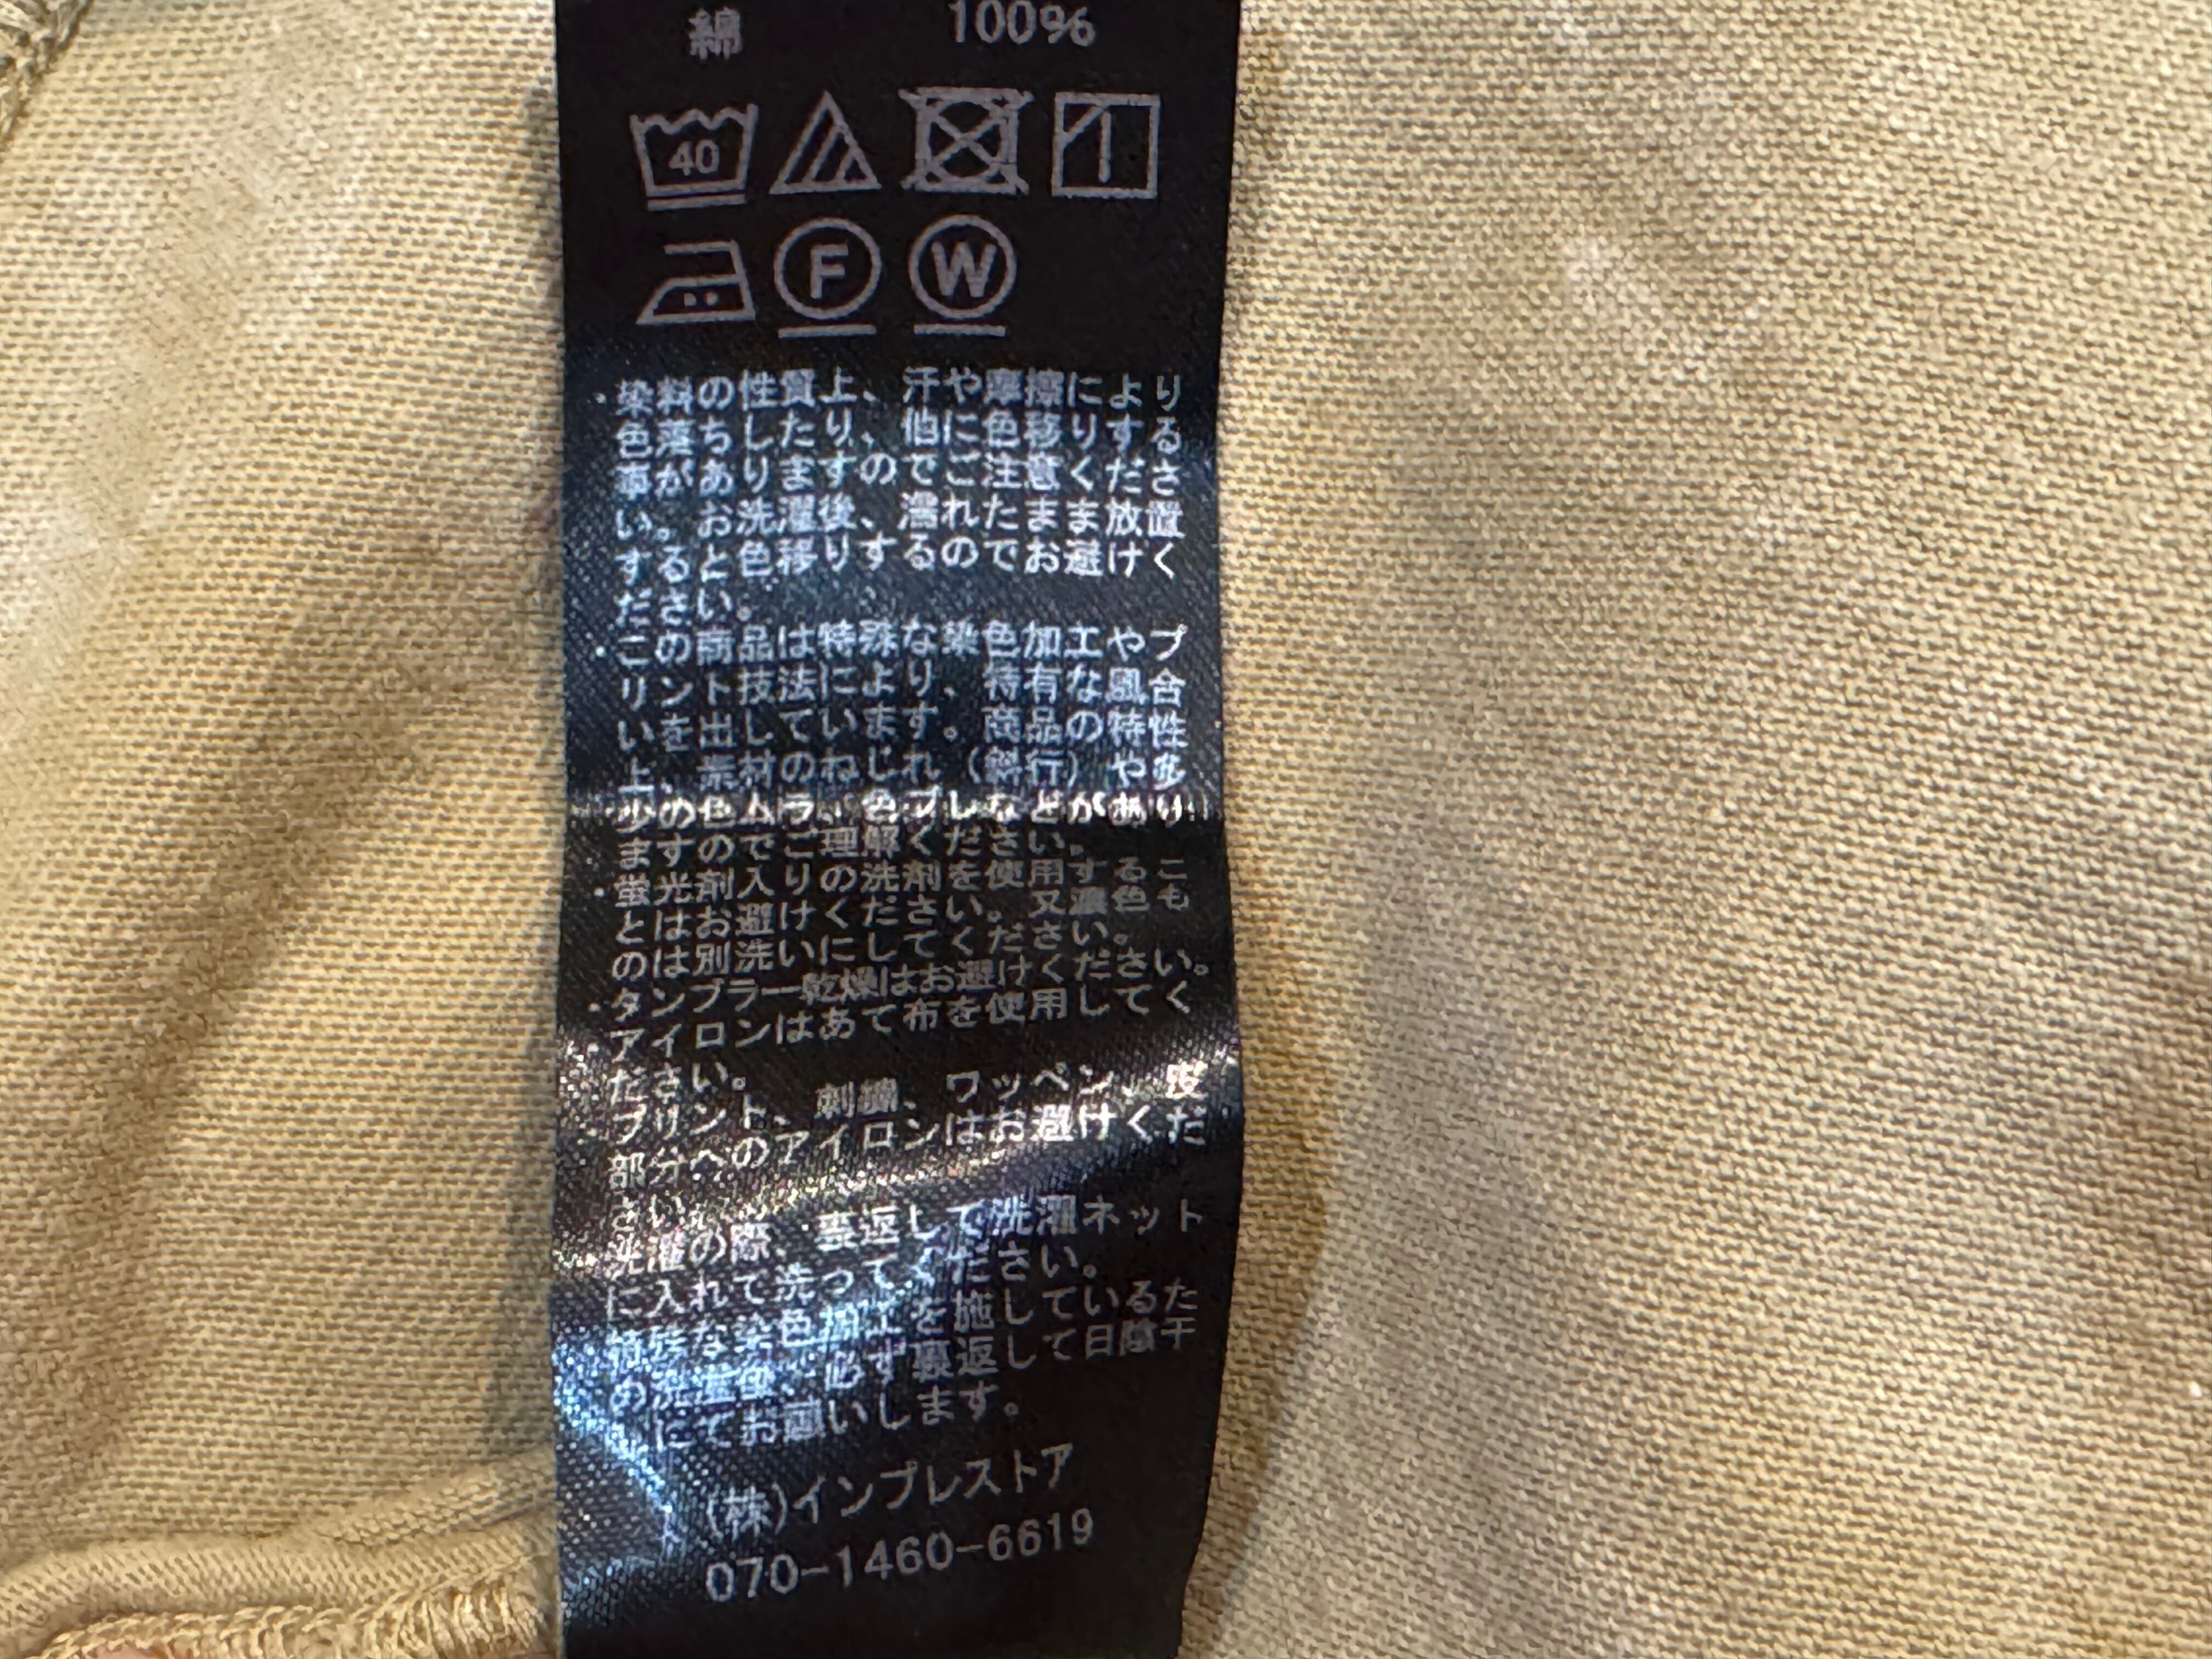 綿 100%
40
F W
・染料の性質上、汗や摩擦により
色落ちしたり、他に色移りする
事がありますのでご注意くださ
い。お洗濯後、濡れたまま放置
すると色移りするのでお避けく
ださい。
・この商品は特殊な染色加工やプ
リント技法により、特有な風合
いを出しています。商品の特性
上、素材のねじれ（斜行）や多
少の色ムラ、色ブレなどがあり
ますのでご理解ください。
・蛍光剤入りの洗剤を使用するこ
とはお避けください。又濃色も
のは別洗いにしてください。
・タンブラー乾燥はお避けください。
・アイロンはあて布を使用してく
ださい。
プリント、刺繍、ワッペン、皮
部分へのアイロンはお避けくだ
さい。
洗濯の際、裏返して洗濯ネット
に入れて洗ってください。
特殊な染色加工を施しているた
の洗濯後、必ず裏返して日陰干
にてお願いします。
(株)インプレストア
070-1460-6619